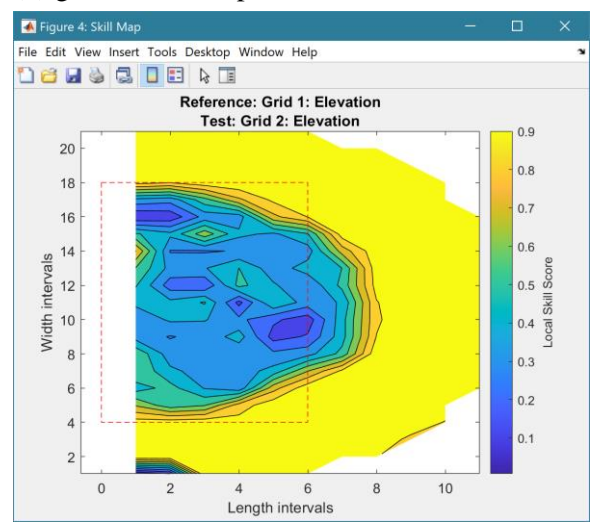 Figure 4: Skill Map
File Edit View Insert Tools Desktop Window Help
Reference: Grid 1: Elevation
Test: Grid 2: Elevation
20
18
16
14
12
10
8
6
4
2
Width intervals
0 2 4 6 8 10
Length intervals
0.9
0.8
0.7
0.6
0.5
0.4
0.3
0.2
0.1
Local Skill Score